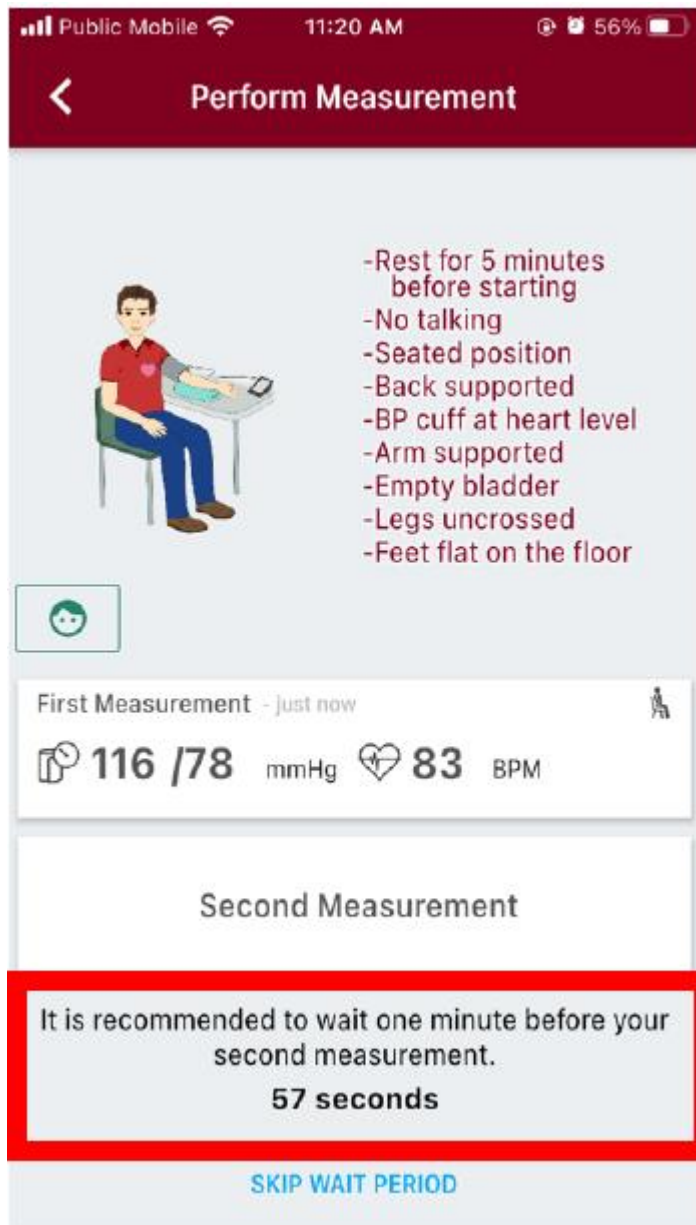 Public Mobile 11:20 AM 56%
Perform Measurement
-Rest for 5 minutes
before starting
-No talking
-Seated position
-Back supported
-BP cuff at heart level
-Arm supported
-Empty bladder
-Legs uncrossed
-Feet flat on the floor
First Measurement - just now
116 /78 mmHg 83 BPM
Second Measurement
It is recommended to wait one minute before your
second measurement.
57 seconds
SKIP WAIT PERIOD